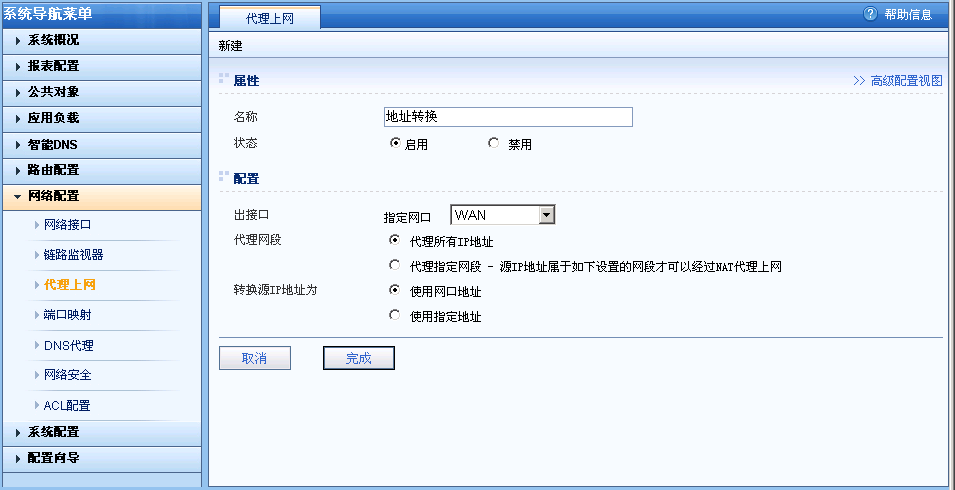 系统导航菜单
系统概况
报表配置
公共对象
应用负载
智能DNS
路由配置
网络配置
网络接口
链路监视器
代理上网
端口映射
DNS代理
网络安全
ACL配置
系统配置
配置向导
代理上网
帮助信息
新建
属性
>> 高级配置视图
名称 地址转换
状态 启用 禁用
配置
出接口 指定网口 WAN
代理网段 代理所有IP地址
代理指定网段 - 源IP地址属于如下设置的网段才可以经过NAT代理上网
转换源IP地址为 使用网口地址
使用指定地址
取消 完成